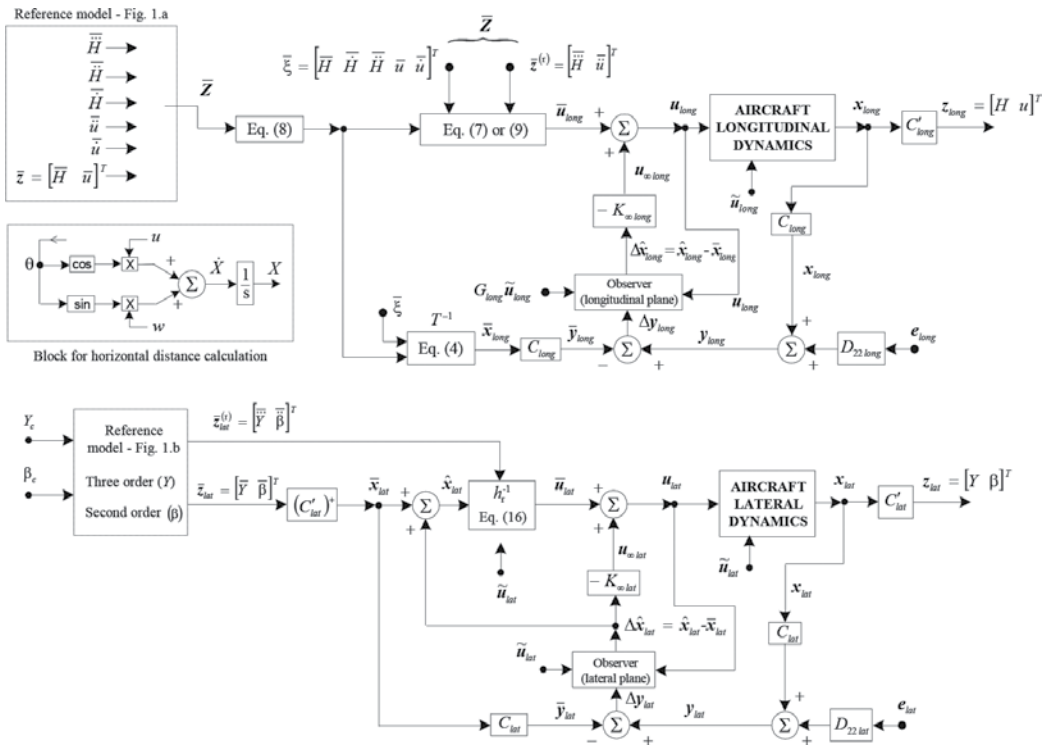 Reference model - Fig. 1.a
H⃛̄
Ḧ̄
Ḣ̄
ǖ
u̇̄
z̄ = [H̄ ū]ᵀ
Z̄
Eq. (8)
Z̄
ξ̄ = [H̄ Ḣ̄ Ḧ̄ ū u̇̄]ᵀ
z̄⁽ʳ⁾ = [H⃛̄ ǖ]ᵀ
Eq. (7) or (9)
ū_long
+
+
Σ
u_long
AIRCRAFT
LONGITUDINAL
DYNAMICS
x_long
C'_long
z_long = [H u]ᵀ
ũ_long
u_∞ long
− K_∞ long
Δx̂_long = x̂_long - x̄_long
C_long
x_long
G_long ũ_long
Observer
(longitudinal plane)
u_long
Δy_long
θ
cos
X
u
+
sin
X
w
+
Σ
Ẋ
1/s
X
Block for horizontal distance calculation
ξ̄
T⁻¹
Eq. (4)
x̄_long
C_long
ȳ_long
−
Σ
+
y_long
Σ
+
+
D_22 long
e_long
Y_c
β_c
Reference
model - Fig. 1.b
Three order (Y)
Second order (β)
z̄_lat⁽ʳ⁾ = [Y⃛̄ β̈̄]ᵀ
z̄_lat = [Ȳ β̄]ᵀ
(C'_lat)⁺
x̄_lat
+
+
Σ
x̂_lat
h_r⁻¹
Eq. (16)
ũ_lat
ū_lat
+
+
Σ
u_lat
AIRCRAFT
LATERAL
DYNAMICS
x_lat
C'_lat
z_lat = [Y β]ᵀ
ũ_lat
u_∞ lat
− K_∞ lat
Δx̂_lat = x̂_lat - x̄_lat
x_lat
C_lat
ũ_lat
Observer
(lateral plane)
Δy_lat
C_lat
ȳ_lat
−
Σ
+
y_lat
Σ
+
+
D_22 lat
e_lat